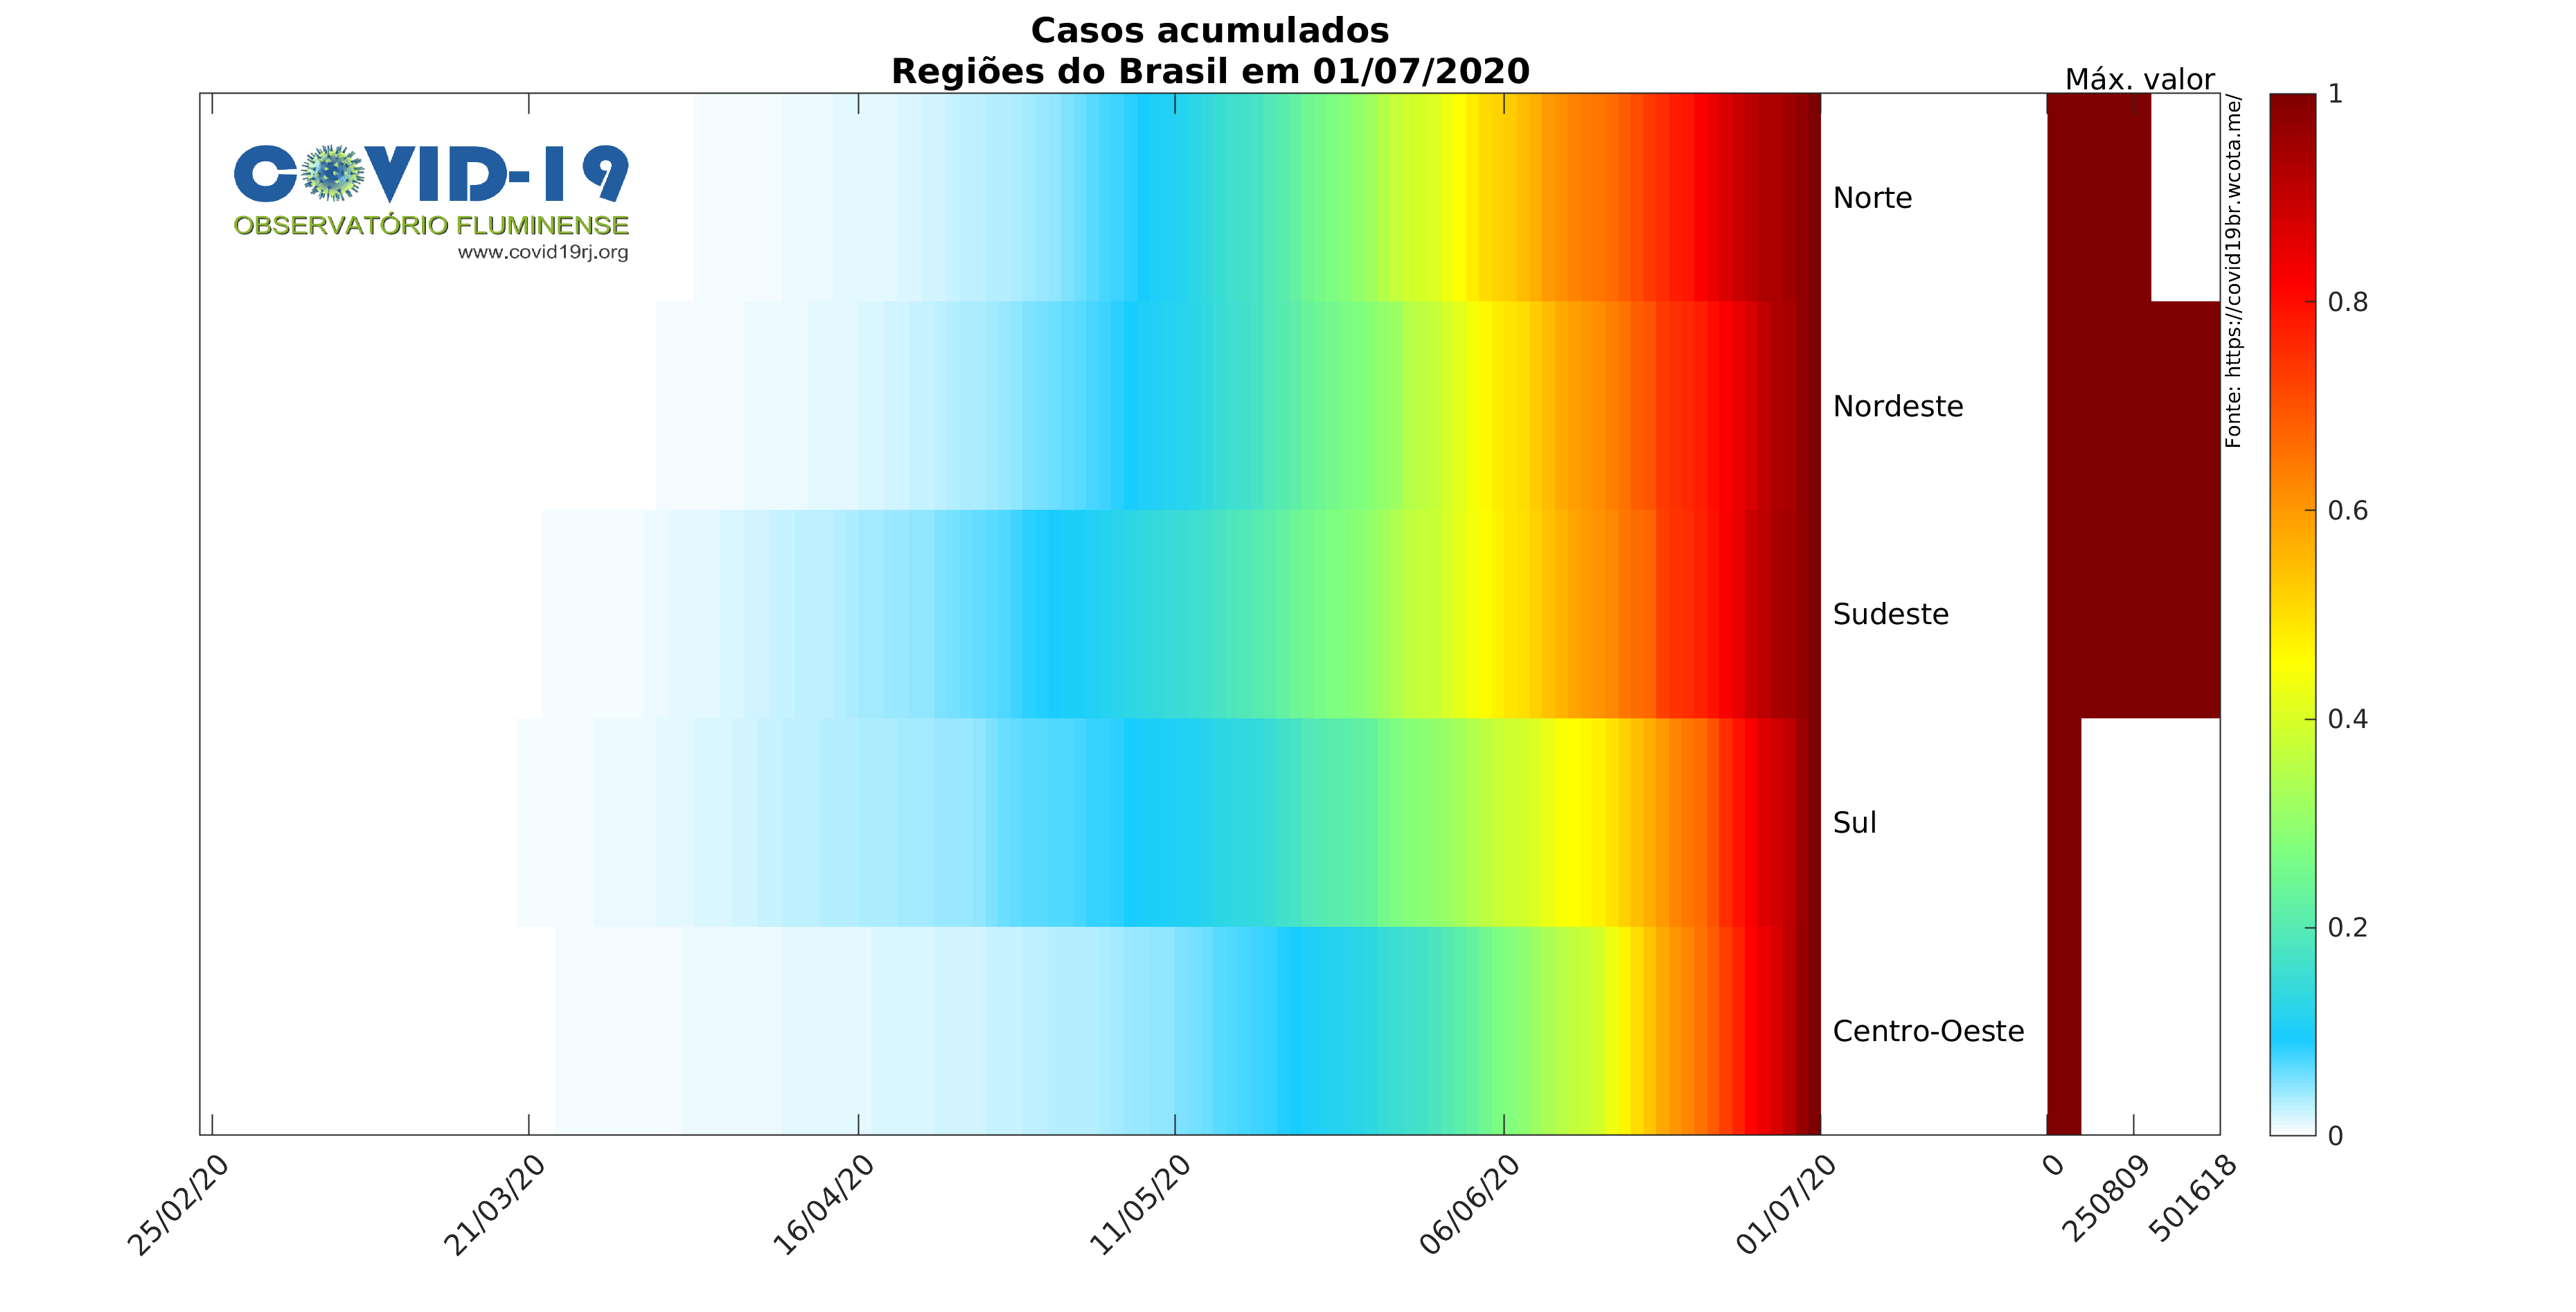 Casos acumulados
Regiões do Brasil em 01/07/2020
Máx. valor
COVID-19
OBSERVATÓRIO FLUMINENSE
www.covid19rj.org
Norte
Nordeste
Sudeste
Sul
Centro-Oeste
Fonte: https://covid19br.wcota.me/
1
0.8
0.6
0.4
0.2
0
25/02/20
21/03/20
16/04/20
11/05/20
06/06/20
01/07/20
0
250809
501618